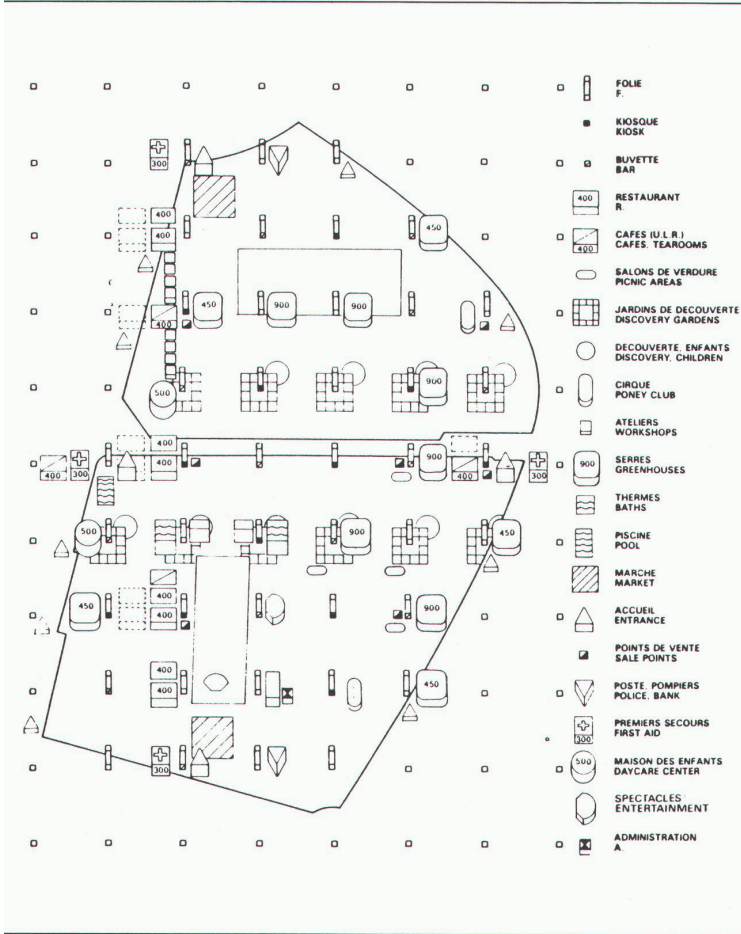 FOLIE
F.
KIOSQUE
KIOSK
BUVETTE
BAR
400
RESTAURANT
R.
400
CAFES (U.L.R.)
CAFES. TEAROOMS
SALONS DE VERDURE
PICNIC AREAS
JARDINS DE DECOUVERTE
DISCOVERY GARDENS
DECOUVERTE, ENFANTS
DISCOVERY, CHILDREN
CIRQUE
PONEY CLUB
ATELIERS
WORKSHOPS
900
SERRES
GREENHOUSES
THERMES
BATHS
PISCINE
POOL
MARCHE
MARKET
ACCUEIL
ENTRANCE
POINTS DE VENTE
SALE POINTS
POSTE, POMPIERS
POLICE, BANK
300
PREMIERS SECOURS
FIRST AID
500
MAISON DES ENFANTS
DAYCARE CENTER
SPECTACLES
ENTERTAINMENT
ADMINISTRATION
A.
300
400
400
450
400
450
900
900
500
900
400
400
300
400
900
400
300
500
900
450
450
400
400
900
400
400
450
300